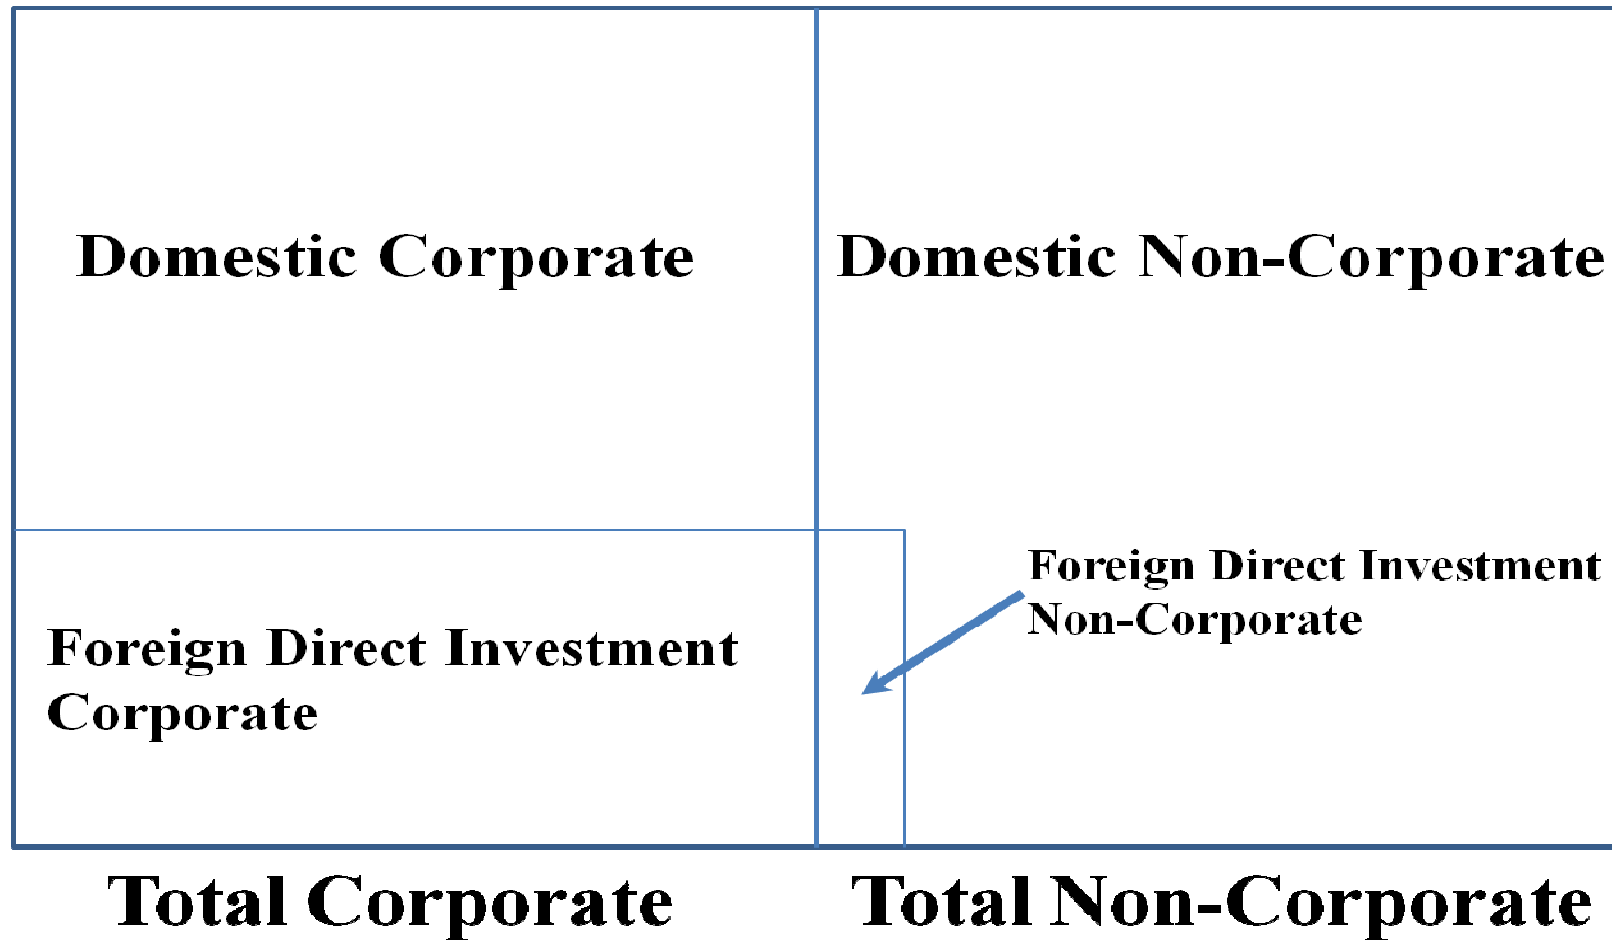 Domestic Corporate
Domestic Non-Corporate
Foreign Direct Investment
Non-Corporate
Foreign Direct Investment
Corporate
Total Corporate
Total Non-Corporate